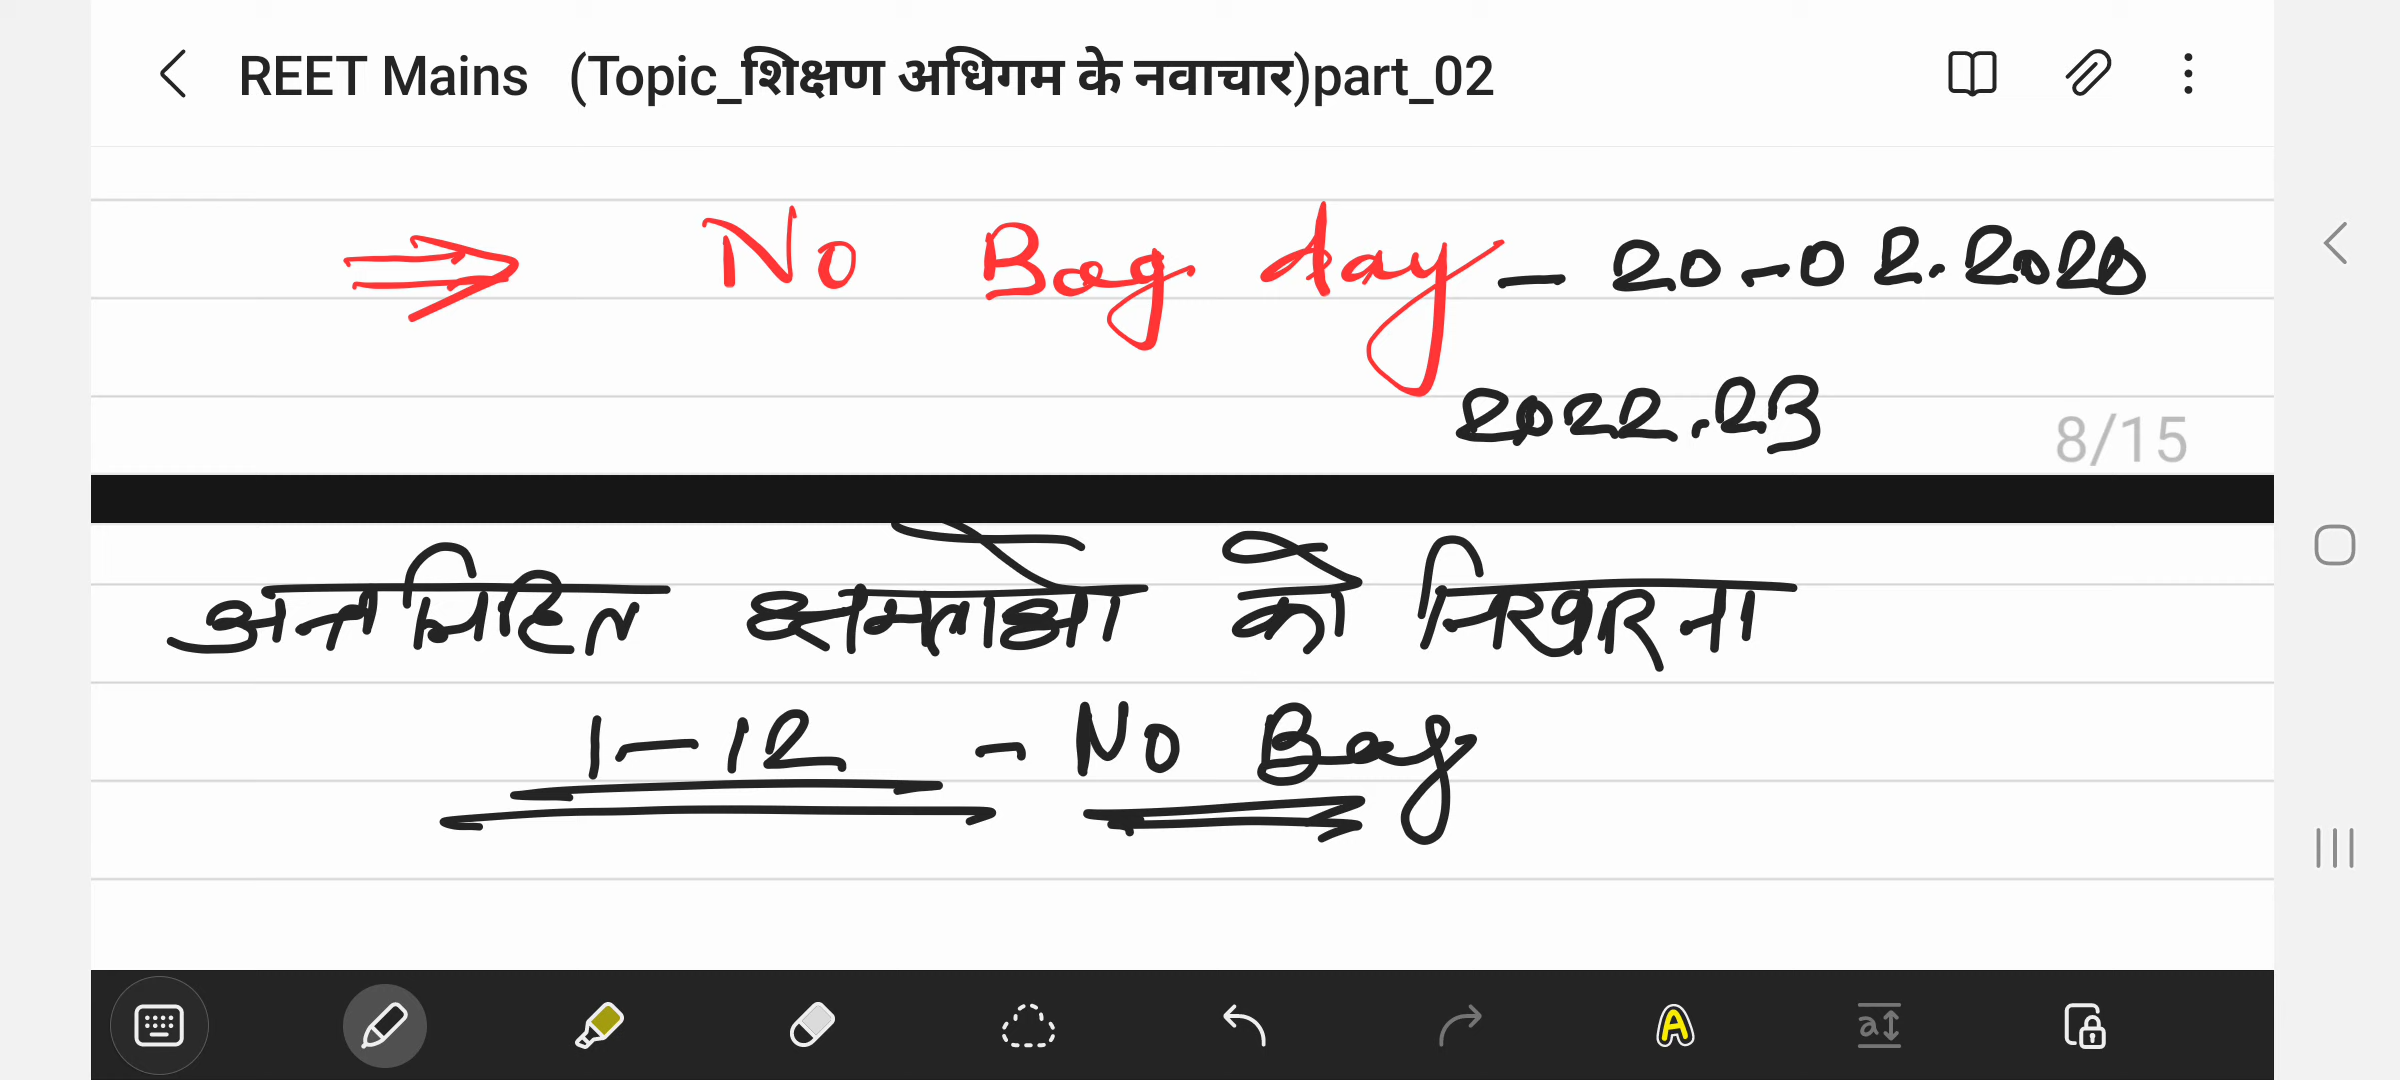 REET Mains (Topic_शिक्षण अधिगम के नवाचार)part_02
⇒ No Bag day - 20-02.2020
2022.23
8/15
अन्तर्निहित क्षमताओं को निखारना
1-12 - No Bag